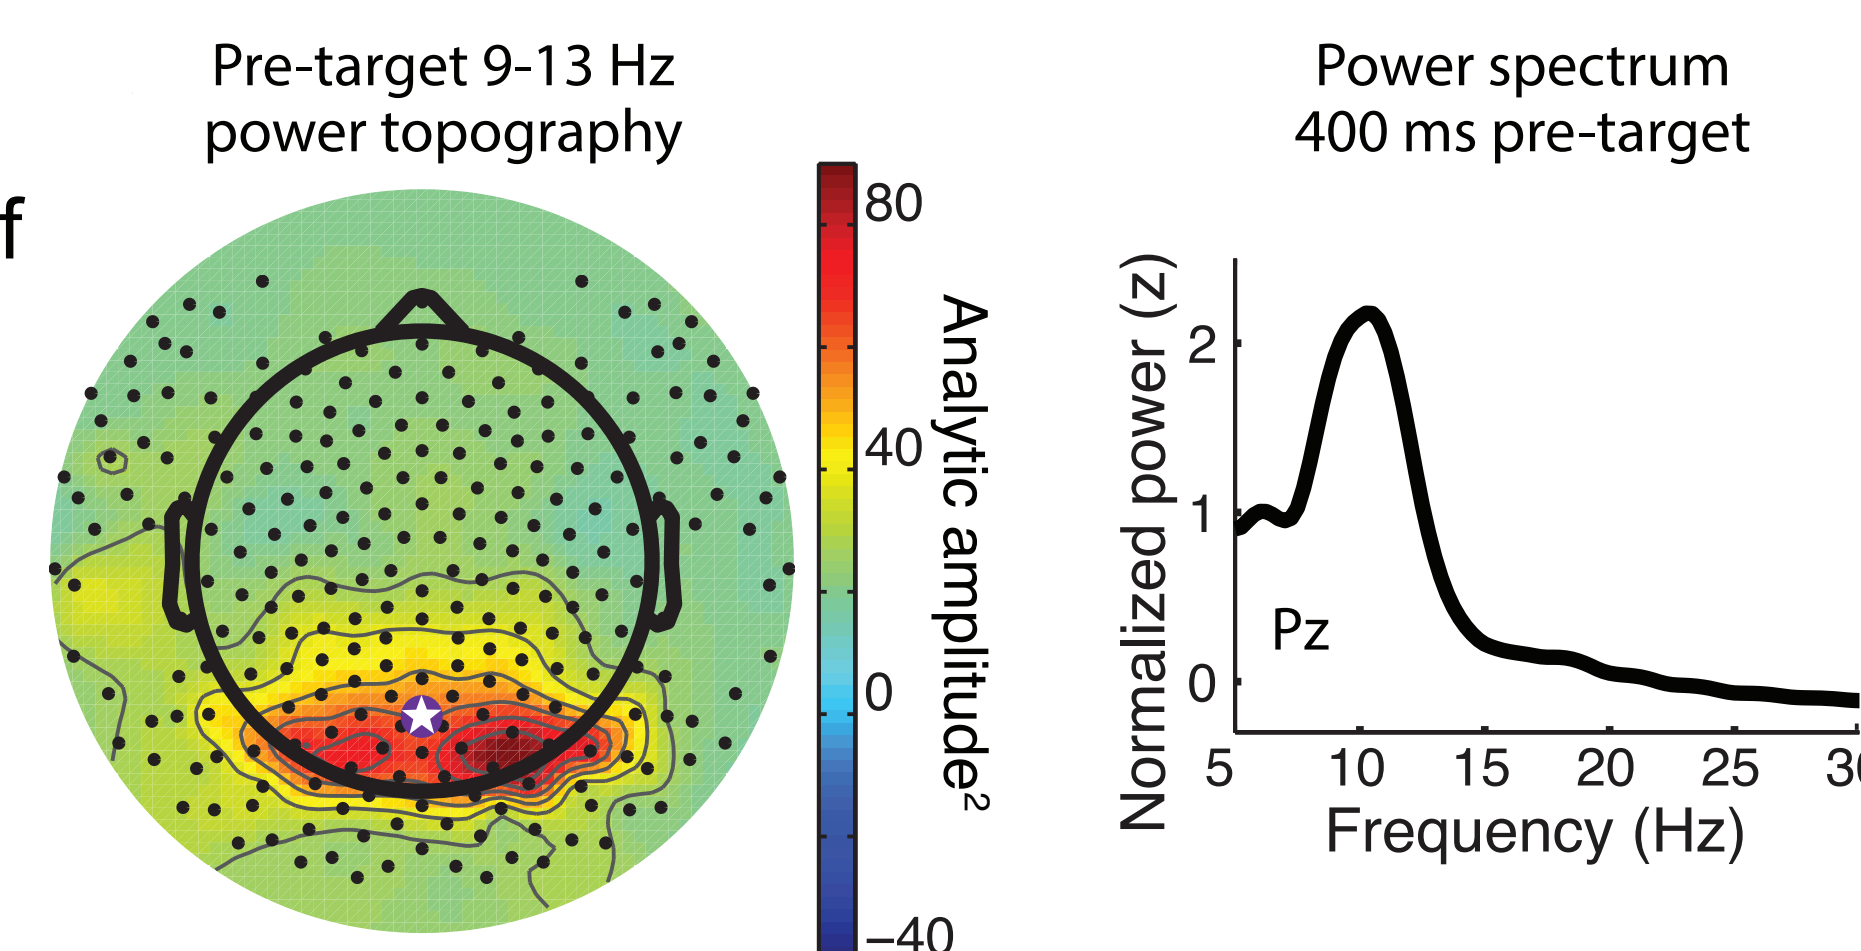 Pre-target 9-13 Hz
power topography
f
80
40
0
−40
Analytic amplitude²
Power spectrum
400 ms pre-target
Normalized power (z)
2
1
0
Pz
5 10 15 20 25
Frequency (Hz)